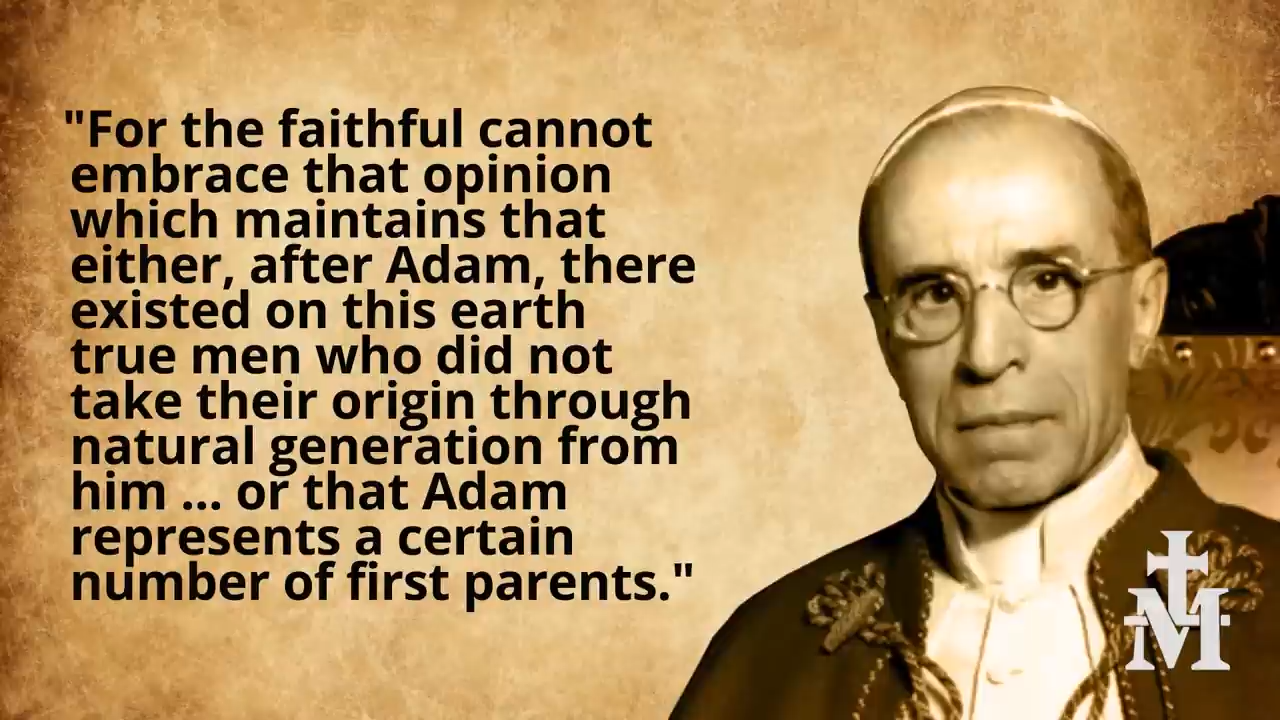 "For the faithful cannot
embrace that opinion
which maintains that
either, after Adam, there
existed on this earth
true men who did not
take their origin through
natural generation from
him ... or that Adam
represents a certain
number of first parents."
M